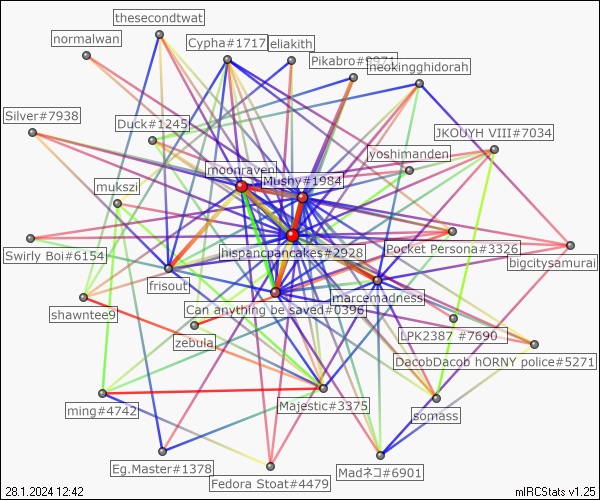 thesecondtwat
normalwan
Cypha#1717
eliakith
Pikabro#
neokingghidorah
Silver#7938
Duck#1245
JKOUYH VIII#7034
yoshimanden
moonraven
Mushy#1984
mukszi
Swirly Boi#6154
hispancpancakes#2928
Pocket Persona#3326
bigcitysamurai
frisout
marcemadness
shawntee9
Can anything be saved#0396
zebula
LPK2387 #7690
DacobDacob hORNY police#5271
ming#4742
Majestic#3375
somass
Eg.Master#1378
Fedora Stoat#4479
Madネコ#6901
28.1.2024 12:42
mIRCStats v1.25